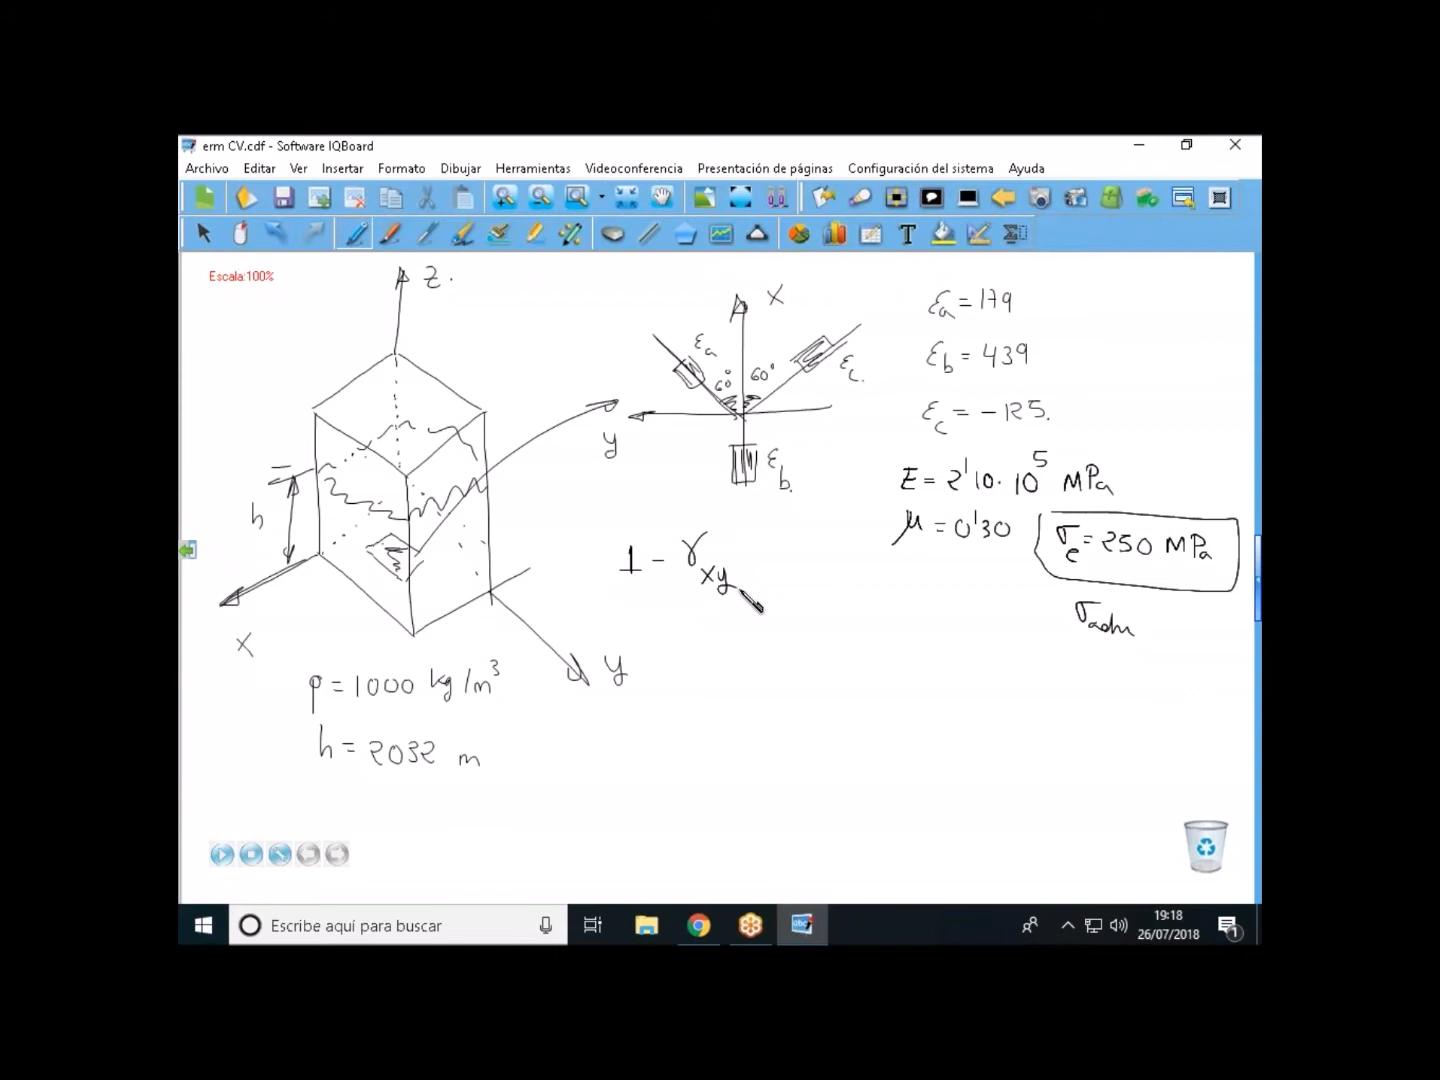 erm CV.cdf - Software IQBoard
Archivo Editar Ver Insertar Formato Dibujar Herramientas Videoconferencia Presentación de páginas Configuración del sistema Ayuda
Escala:100%
z.
h
x
y
y
ρ = 1000 kg/m³
h = 2032 m
x
εa
60°
60°
εc.
y
εb.
εa = 179
εb = 439
εc = -125.
E = 2'10·10⁵ MPa
μ = 0'30
σe = 250 MPa
σadm
1 - γxy
Escribe aquí para buscar
19:18
26/07/2018
1